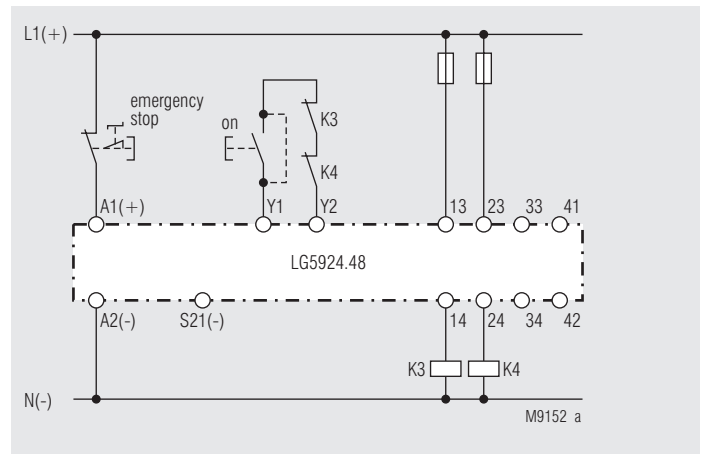 L1(+)
emergency
stop
on
K3
K4
A1(+)
Y1
Y2
13
23
33
41
LG5924.48
A2(-)
S21(-)
14
24
34
42
K3
K4
N(-)
M9152 a